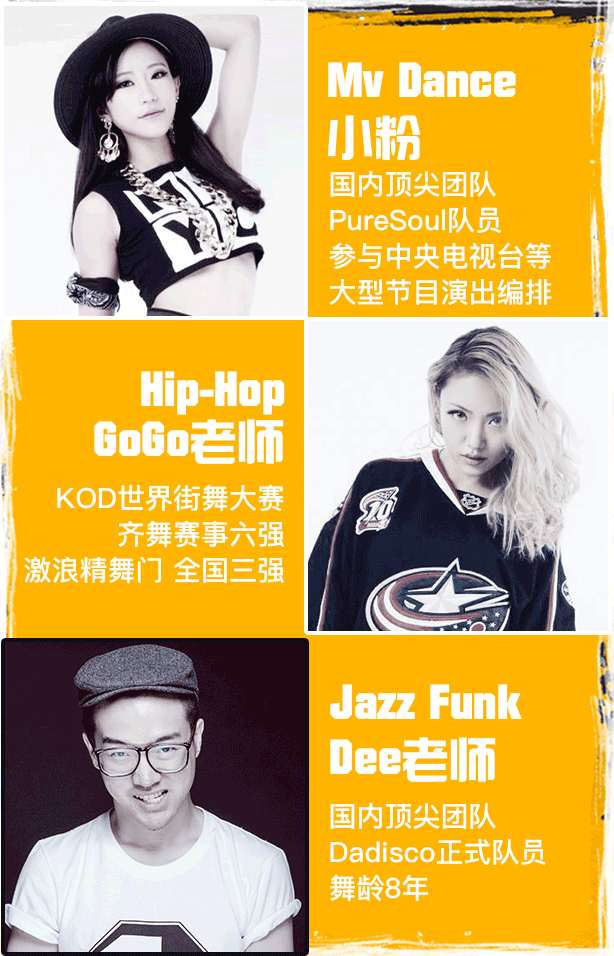 Mv Dance
小粉
国内顶尖团队
PureSoul队员
参与中央电视台等
大型节目演出编排
Hip-Hop
GoGo老师
KOD世界街舞大赛
齐舞赛事六强
激浪精舞门 全国三强
Jazz Funk
Dee老师
国内顶尖团队
Dadisco正式队员
舞龄8年